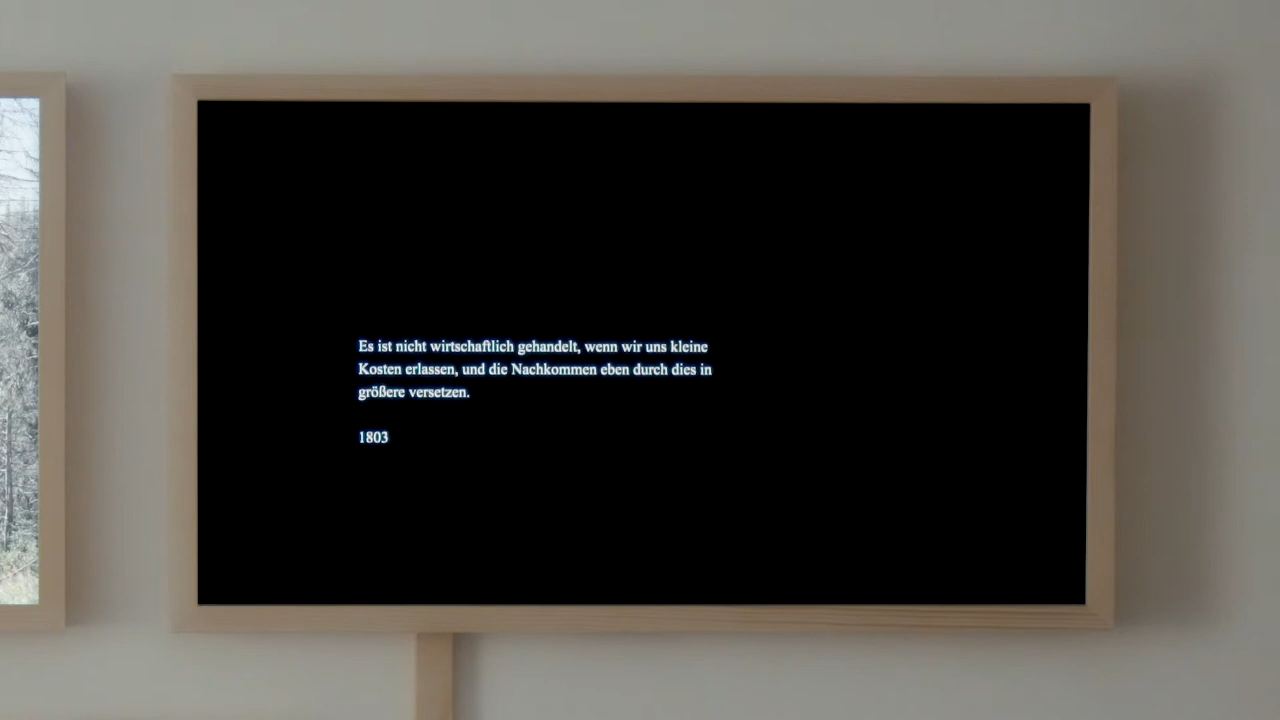 Es ist nicht wirtschaftlich gehandelt, wenn wir uns kleine
Kosten erlassen, und die Nachkommen eben durch dies in
größere versetzen.
1803